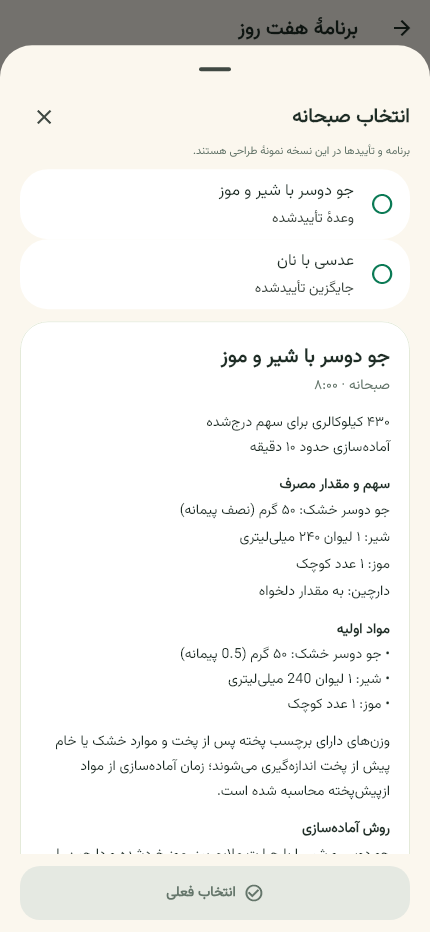 برنامهٔ هفت روز
انتخاب صبحانه
برنامه و تأییدها در این نسخه نمونهٔ طراحی هستند.
جو دوسر با شیر و موز
وعدهٔ تأییدشده
عدسی با نان
جایگزین تأییدشده
جو دوسر با شیر و موز
صبحانه · ۸:۰۰
۴۳۰ کیلوکالری برای سهم درج‌شده
آماده‌سازی حدود ۱۰ دقیقه
سهم و مقدار مصرف
جو دوسر خشک: ۵۰ گرم (نصف پیمانه)
شیر: ۱ لیوان ۲۴۰ میلی‌لیتری
موز: ۱ عدد کوچک
دارچین: به مقدار دلخواه
مواد اولیه
• جو دوسر خشک: ۵۰ گرم (0.5 پیمانه)
• شیر: ۱ لیوان 240 میلی‌لیتری
• موز: ۱ عدد کوچک
وزن‌های دارای برچسب پخته پس از پخت و موارد خشک یا خام
پیش از پخت اندازه‌گیری می‌شوند؛ زمان آماده‌سازی از مواد
ازپیش‌پخته محاسبه شده است.
روش آماده‌سازی
انتخاب فعلی